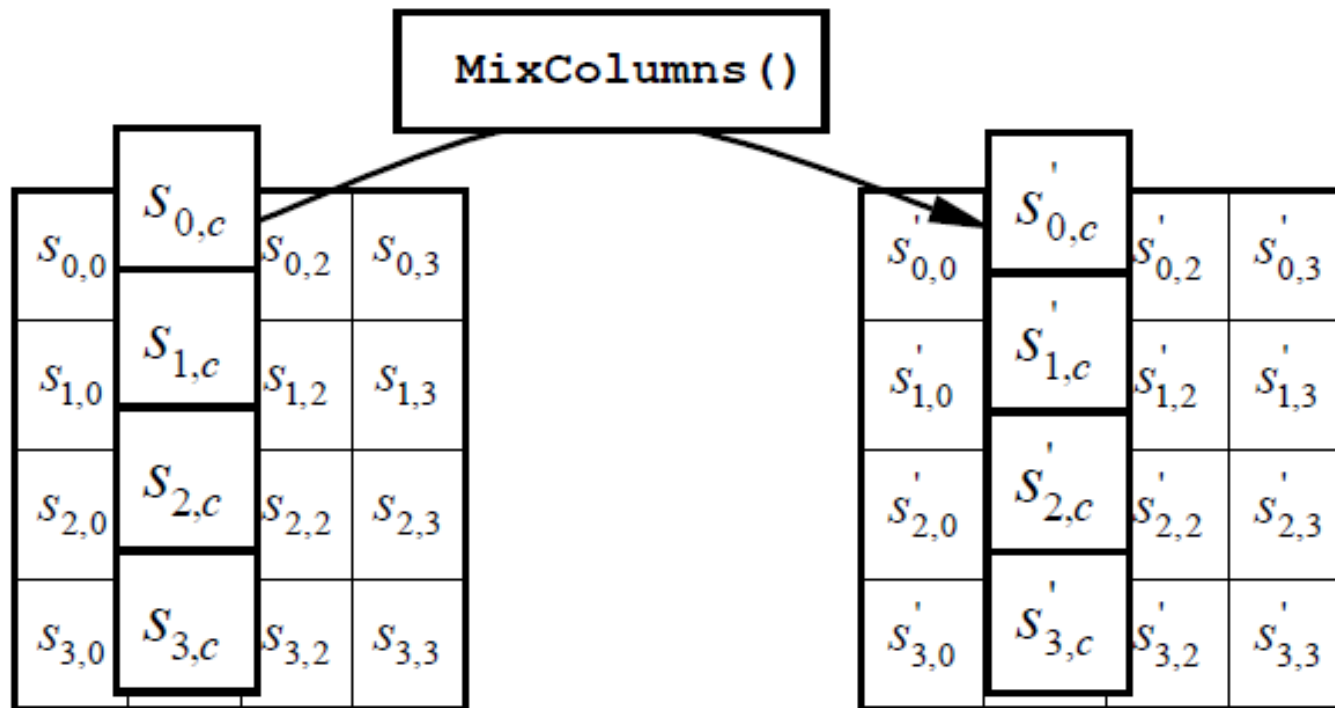 MixColumns()
S0,c S'0,c
S0,0 S0,2 S0,3 S'0,0 S'0,2 S'0,3
S1,c S'1,c
S1,0 S1,2 S1,3 S'1,0 S'1,2 S'1,3
S2,c S'2,c
S2,0 S2,2 S2,3 S'2,0 S'2,2 S'2,3
S3,c S'3,c
S3,0 S3,2 S3,3 S'3,0 S'3,2 S'3,3